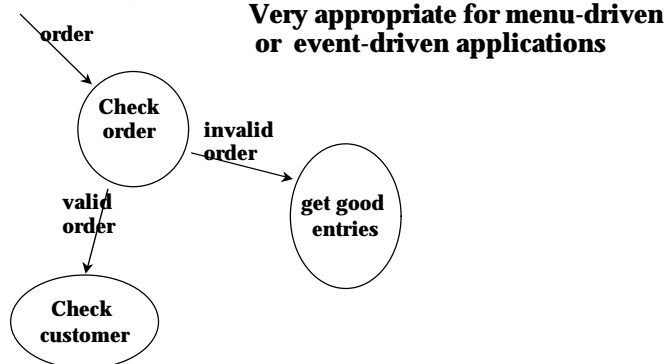 Very appropriate for menu-driven
or event-driven applications
order
Check
order
invalid
order
valid
order
get good
entries
Check
customer